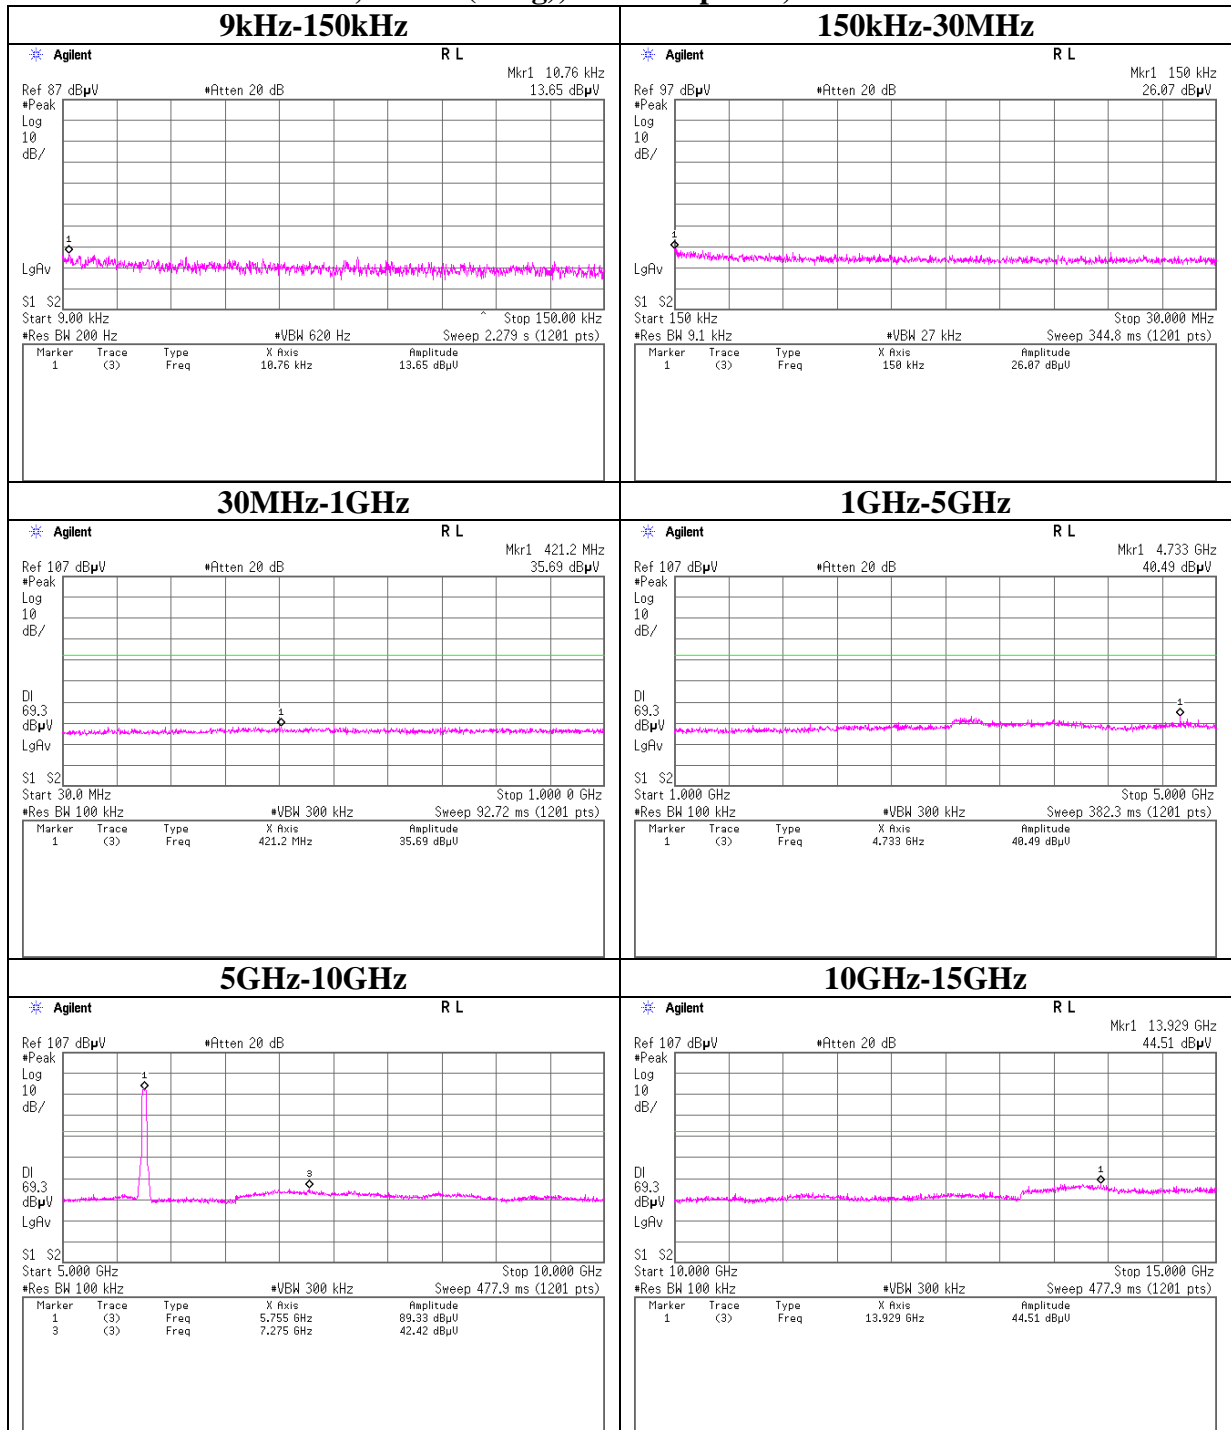 9kHz-150kHz
Agilent R L
Mkr1 10.76 kHz
Ref 87 dBµV #Atten 20 dB 13.65 dBµV
#Peak
Log
10
dB/
1
LgAv
S1 S2
Start 9.00 kHz ^ Stop 150.00 kHz
#Res BW 200 Hz #VBW 620 Hz Sweep 2.279 s (1201 pts)
Marker Trace Type X Axis Amplitude
1 (3) Freq 10.76 kHz 13.65 dBµV
150kHz-30MHz
Agilent R L
Mkr1 150 kHz
Ref 97 dBµV #Atten 20 dB 26.07 dBµV
#Peak
Log
10
dB/
1
LgAv
S1 S2
Start 150 kHz Stop 30.000 MHz
#Res BW 9.1 kHz #VBW 27 kHz Sweep 344.8 ms (1201 pts)
Marker Trace Type X Axis Amplitude
1 (3) Freq 150 kHz 26.07 dBµV
30MHz-1GHz
Agilent R L
Mkr1 421.2 MHz
Ref 107 dBµV #Atten 20 dB 35.69 dBµV
#Peak
Log
10
dB/
DI
69.3
dBµV
1
LgAv
S1 S2
Start 30.0 MHz Stop 1.000 0 GHz
#Res BW 100 kHz #VBW 300 kHz Sweep 92.72 ms (1201 pts)
Marker Trace Type X Axis Amplitude
1 (3) Freq 421.2 MHz 35.69 dBµV
1GHz-5GHz
Agilent R L
Mkr1 4.733 GHz
Ref 107 dBµV #Atten 20 dB 40.49 dBµV
#Peak
Log
10
dB/
DI
69.3
dBµV
1
LgAv
S1 S2
Start 1.000 GHz Stop 5.000 GHz
#Res BW 100 kHz #VBW 300 kHz Sweep 382.3 ms (1201 pts)
Marker Trace Type X Axis Amplitude
1 (3) Freq 4.733 GHz 40.49 dBµV
5GHz-10GHz
Agilent R L
Ref 107 dBµV #Atten 20 dB
#Peak
Log
1
10
dB/
DI
3
69.3
dBµV
LgAv
S1 S2
Start 5.000 GHz Stop 10.000 GHz
#Res BW 100 kHz #VBW 300 kHz Sweep 477.9 ms (1201 pts)
Marker Trace Type X Axis Amplitude
1 (3) Freq 5.755 GHz 89.33 dBµV
3 (3) Freq 7.275 GHz 42.42 dBµV
10GHz-15GHz
Agilent R L
Mkr1 13.929 GHz
Ref 107 dBµV #Atten 20 dB 44.51 dBµV
#Peak
Log
10
dB/
DI
1
69.3
dBµV
LgAv
S1 S2
Start 10.000 GHz Stop 15.000 GHz
#Res BW 100 kHz #VBW 300 kHz Sweep 477.9 ms (1201 pts)
Marker Trace Type X Axis Amplitude
1 (3) Freq 13.929 GHz 44.51 dBµV